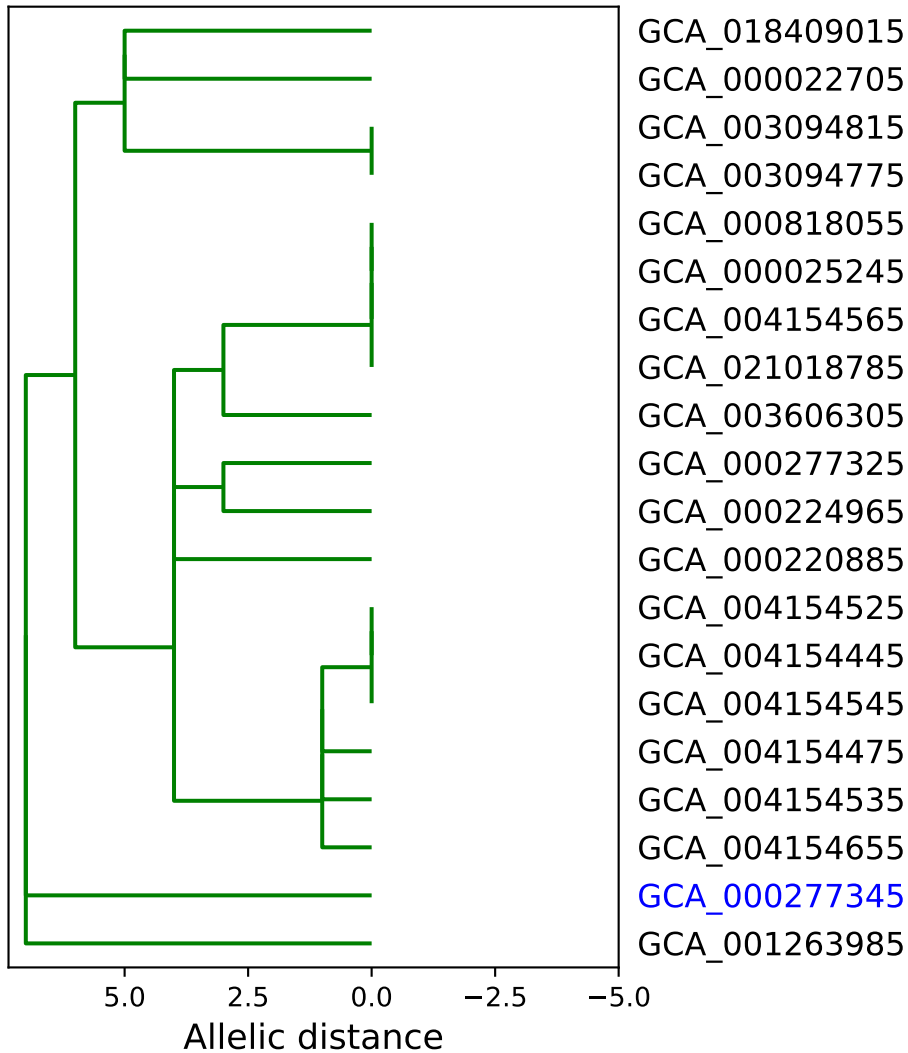 GCA_018409015
GCA_000022705
GCA_003094815
GCA_003094775
GCA_000818055
GCA_000025245
GCA_004154565
GCA_021018785
GCA_003606305
GCA_000277325
GCA_000224965
GCA_000220885
GCA_004154525
GCA_004154445
GCA_004154545
GCA_004154475
GCA_004154535
GCA_004154655
GCA_000277345
GCA_001263985
5.0 2.5 0.0 −2.5 −5.0
Allelic distance